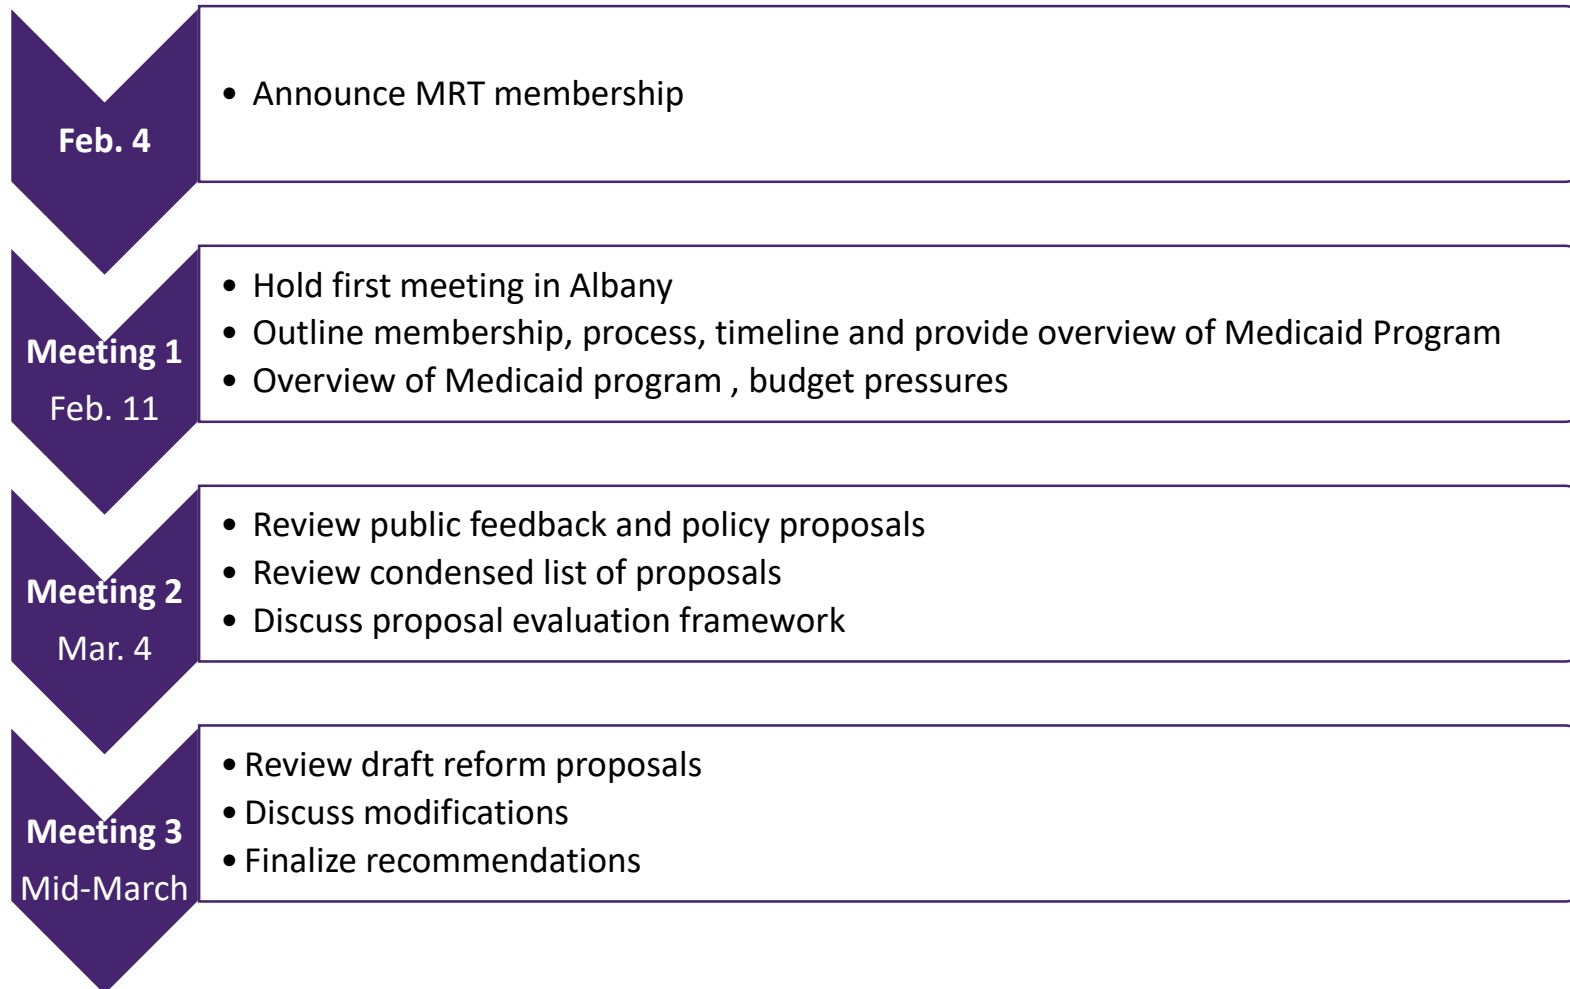 Feb. 4
• Announce MRT membership
Meeting 1
Feb. 11
• Hold first meeting in Albany
• Outline membership, process, timeline and provide overview of Medicaid Program
• Overview of Medicaid program , budget pressures
Meeting 2
Mar. 4
• Review public feedback and policy proposals
• Review condensed list of proposals
• Discuss proposal evaluation framework
Meeting 3
Mid-March
• Review draft reform proposals
• Discuss modifications
• Finalize recommendations